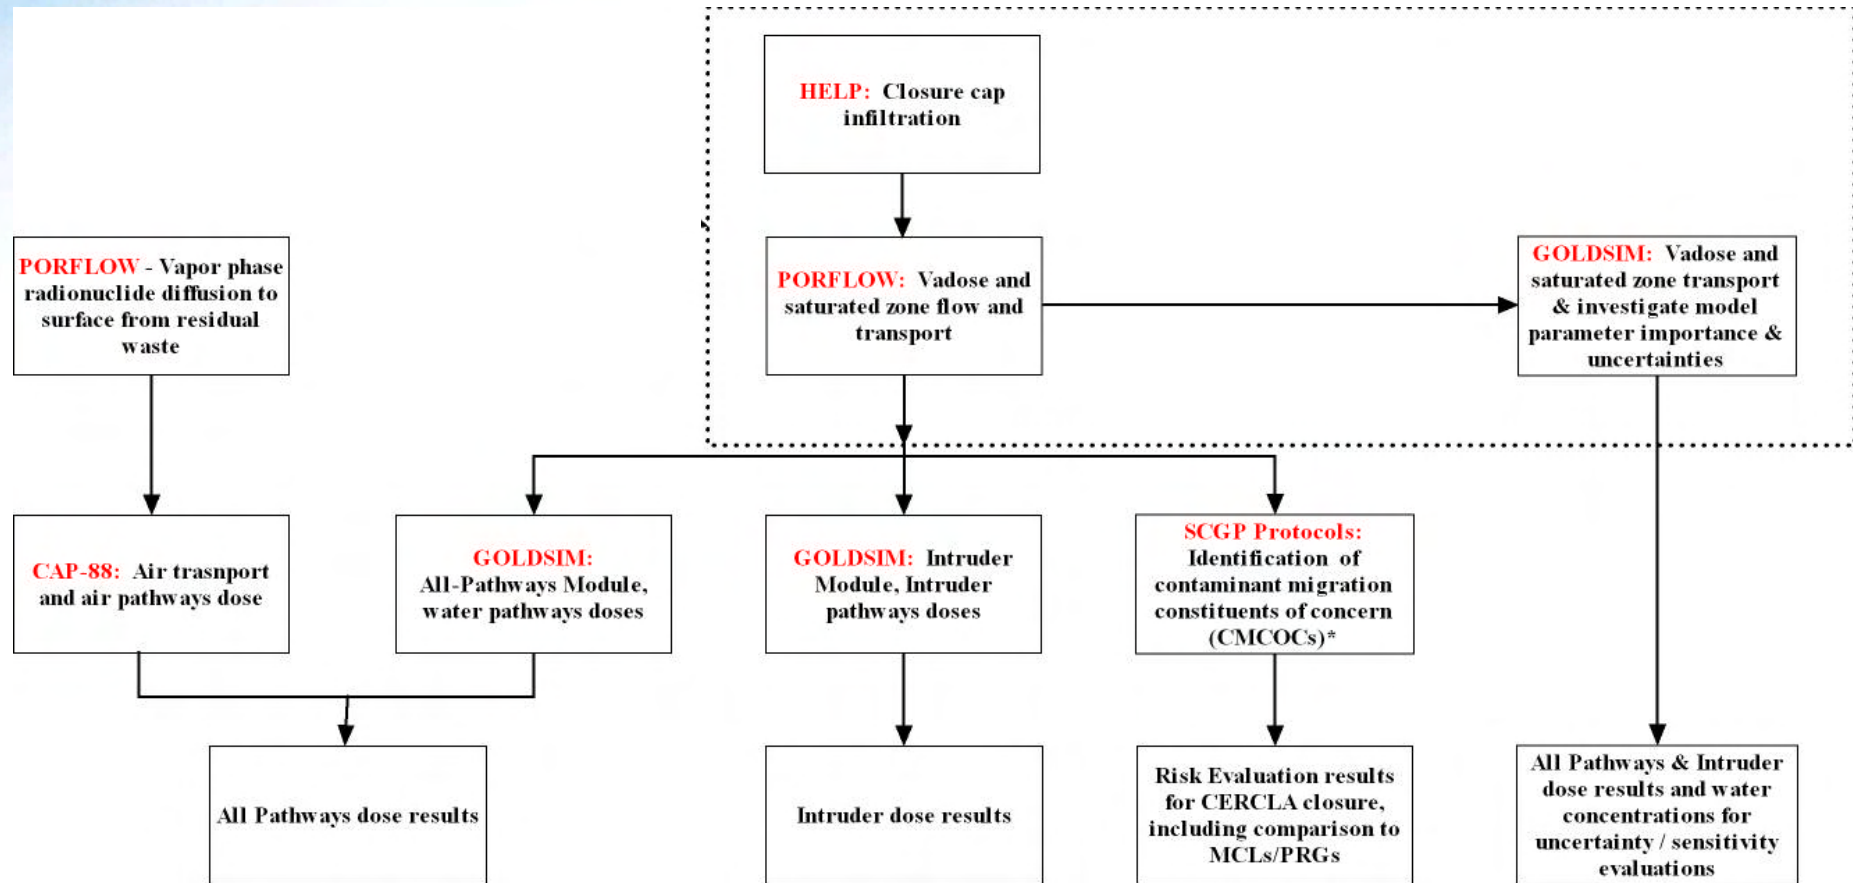 HELP: Closure cap
infiltration
PORFLOW - Vapor phase
radionuclide diffusion to
surface from residual
waste
PORFLOW: Vadose and
saturated zone flow and
transport
GOLDSIM: Vadose and
saturated zone transport
& investigate model
parameter importance &
uncertainties
CAP-88: Air trasnport
and air pathways dose
GOLDSIM:
All-Pathways Module,
water pathways doses
GOLDSIM: Intruder
Module, Intruder
pathways doses
SCGP Protocols:
Identification of
contaminant migration
constituents of concern
(CMCOCs)*
All Pathways dose results
Intruder dose results
Risk Evaluation results
for CERCLA closure,
including comparison to
MCLs/PRGs
All Pathways & Intruder
dose results and water
concentrations for
uncertainty / sensitivity
evaluations